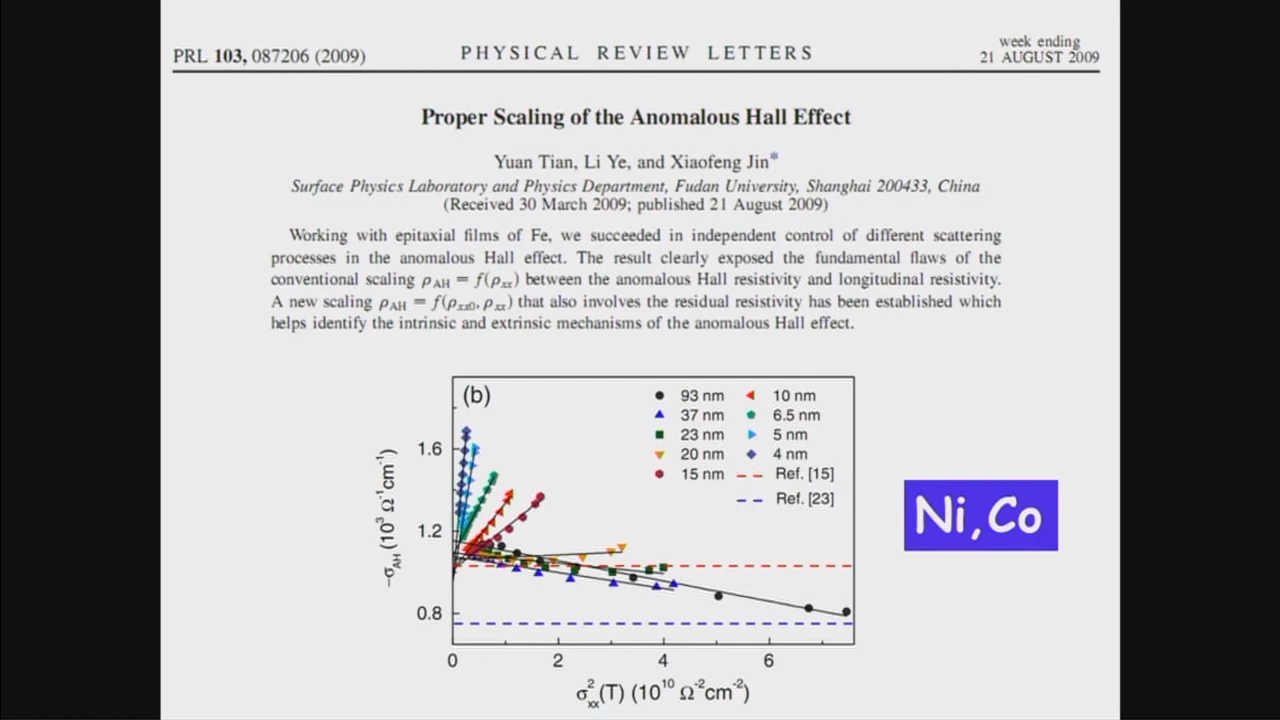 PRL 103, 087206 (2009)
PHYSICAL REVIEW LETTERS
week ending
21 AUGUST 2009
Proper Scaling of the Anomalous Hall Effect
Yuan Tian, Li Ye, and Xiaofeng Jin*
Surface Physics Laboratory and Physics Department, Fudan University, Shanghai 200433, China
(Received 30 March 2009; published 21 August 2009)
Working with epitaxial films of Fe, we succeeded in independent control of different scattering
processes in the anomalous Hall effect. The result clearly exposed the fundamental flaws of the
conventional scaling ρAH = f(ρxx) between the anomalous Hall resistivity and longitudinal resistivity.
A new scaling ρAH = f(ρxx0, ρxx) that also involves the residual resistivity has been established which
helps identify the intrinsic and extrinsic mechanisms of the anomalous Hall effect.
(b)
93 nm
37 nm
23 nm
20 nm
15 nm
10 nm
6.5 nm
5 nm
4 nm
Ref. [15]
Ref. [23]
-σAH (10³ Ω⁻¹cm⁻¹)
1.6
1.2
0.8
0 2 4 6
σ²xx(T) (10¹⁰ Ω⁻²cm⁻²)
Ni,Co